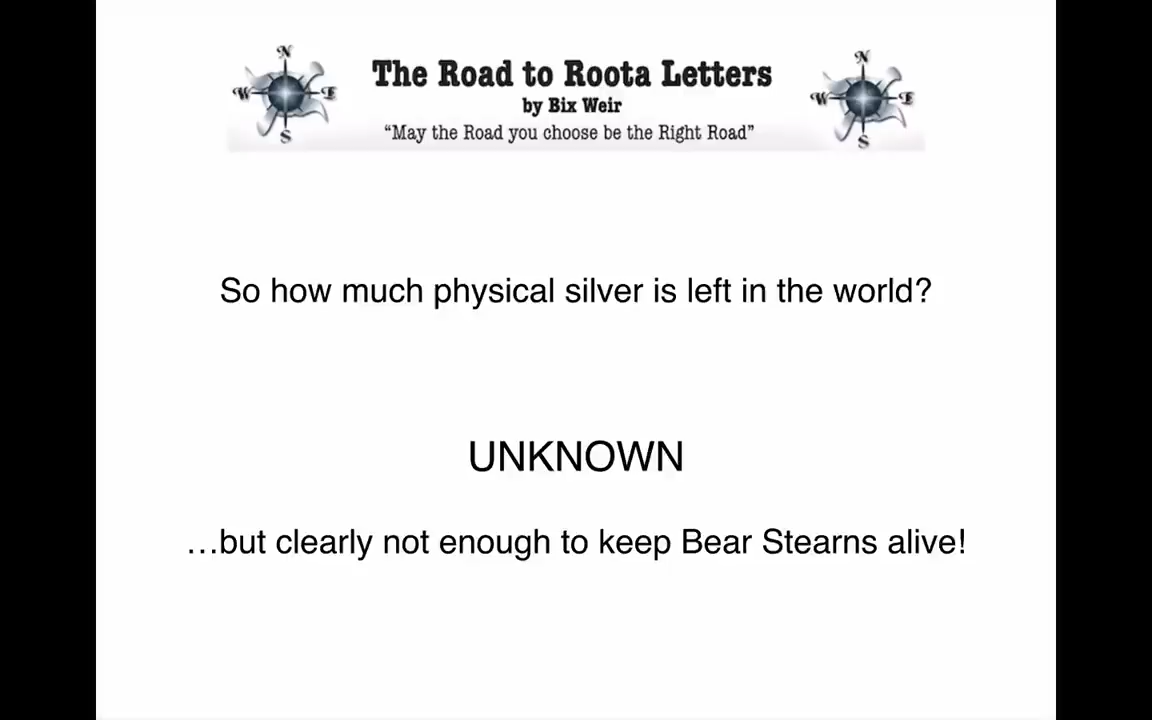 N
W E
S
The Road to Roota Letters
by Bix Weir
“May the Road you choose be the Right Road”
N
W E
S
So how much physical silver is left in the world?
UNKNOWN
…but clearly not enough to keep Bear Stearns alive!